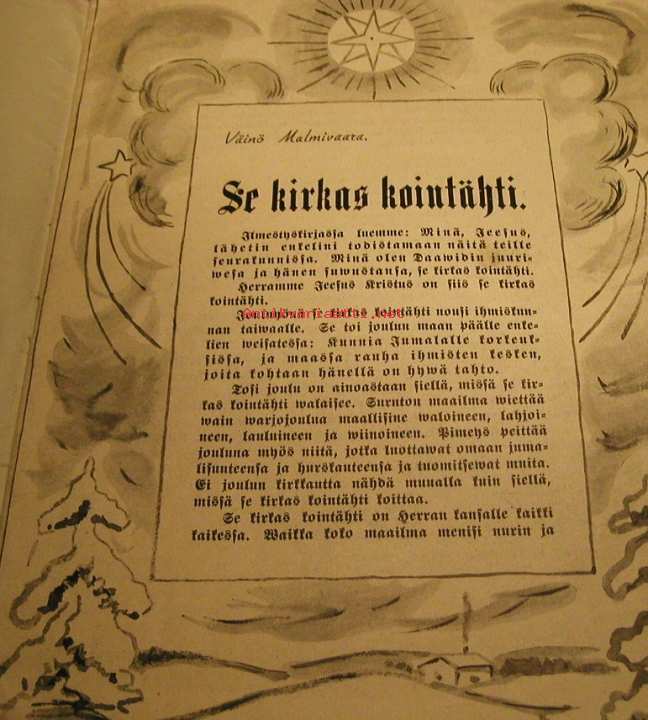 Väinö Malmivaara.
Se kirkas kointähti.
Ilmestyskirjassa luemme: Minä, Jeesus,
lähetin enkelini todistamaan näitä teille
seurakunnissa. Minä olen Daawidin juuri-
wesa ja hänen suwustansa, se kirkas kointähti.
Herramme Jeesus Kristus on siis se kirkas
kointähti.
se kirkas kointähti nousi ihmiskun-
nan taiwaalle. Se toi joulun maan päälle enke-
lien weisatessa: Kunnia Jumalalle korkeuk-
sissa, ja maassa rauha ihmisten kesken,
joita kohtaan hänellä on hywä tahto.
Tosi joulu on ainoastaan siellä, missä se kir-
kas kointähti walaisee. Suruton maailma wiettää
wain warjojoulua maallisine waloineen, lahjoi-
neen, lauluineen ja wiinoineen. Pimeys peittää
jouluna myös niitä, jotka luottawat omaan juma-
lisuuteensa ja hurskauteensa ja tuomitsewat muita.
Ei joulun kirkkautta nähdä muualla kuin siellä,
missä se kirkas kointähti koittaa.
Se kirkas kointähti on Herran kansalle kaikki
kaikessa. Waikka koko maailma menisi nurin ja